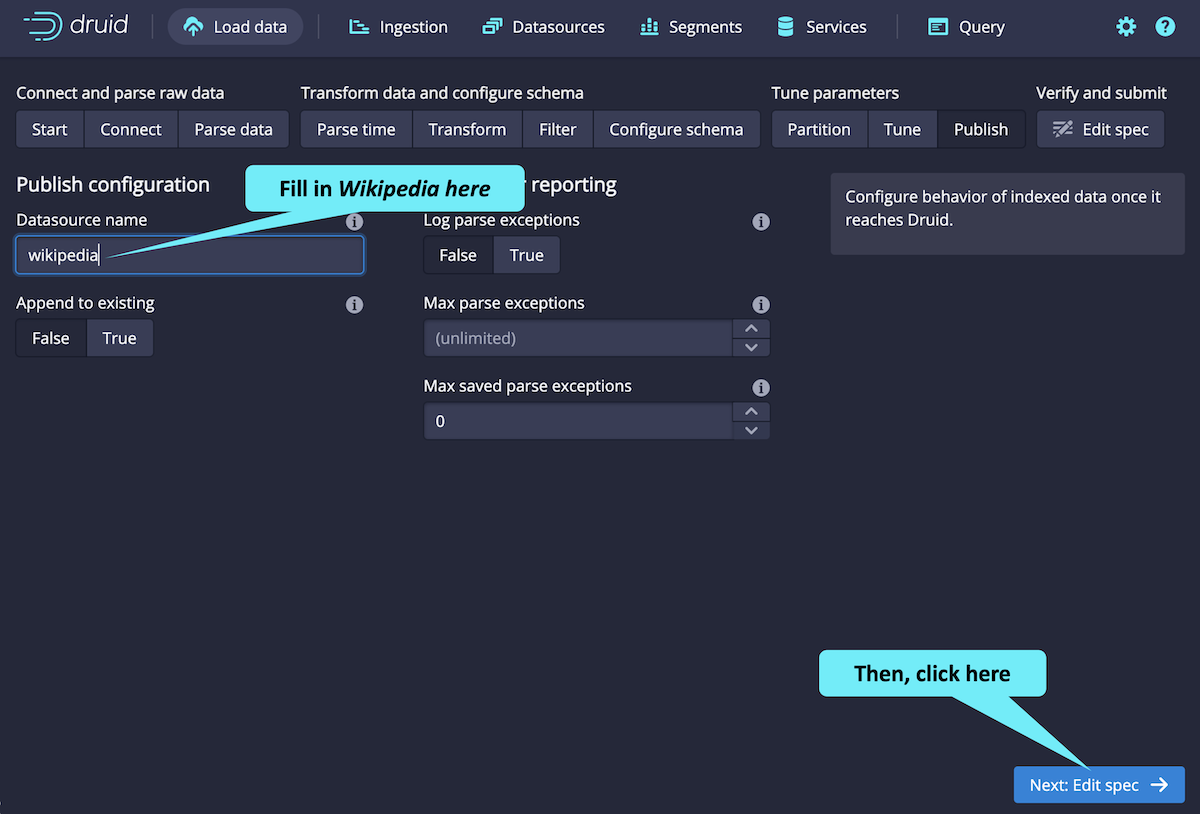 druid
Load data
Ingestion
Datasources
Segments
Services
Query
Connect and parse raw data
Transform data and configure schema
Tune parameters
Verify and submit
Start
Connect
Parse data
Parse time
Transform
Filter
Configure schema
Partition
Tune
Publish
Edit spec
Publish configuration
Fill in Wikipedia here
reporting
Configure behavior of indexed data once it
reaches Druid.
Datasource name
wikipedia
Append to existing
False
True
Log parse exceptions
False
True
Max parse exceptions
(unlimited)
Max saved parse exceptions
0
Then, click here
Next: Edit spec